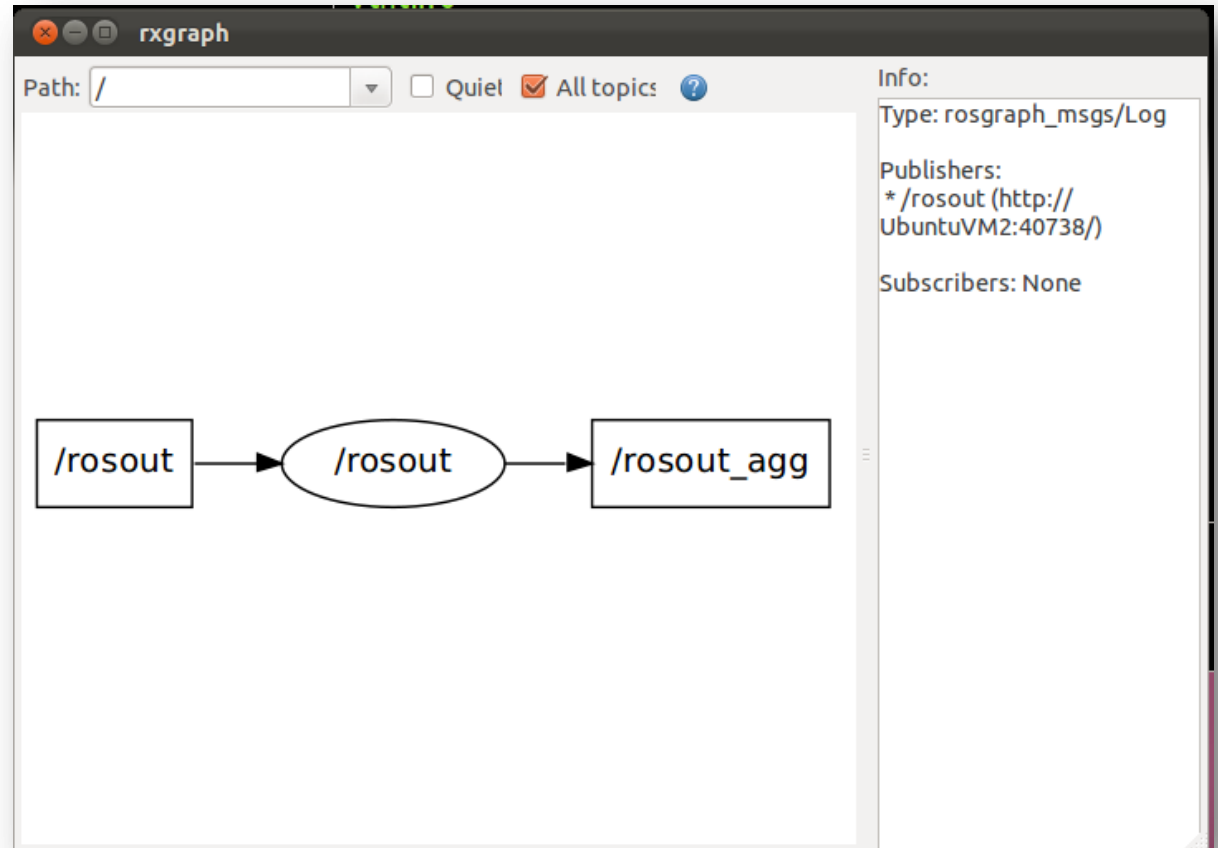 rxgraph
Path: /
Quiet
All topics
?
Info:
Type: rosgraph_msgs/Log
Publishers:
* /rosout (http://
UbuntuVM2:40738/)
Subscribers: None
/rosout
/rosout
/rosout_agg